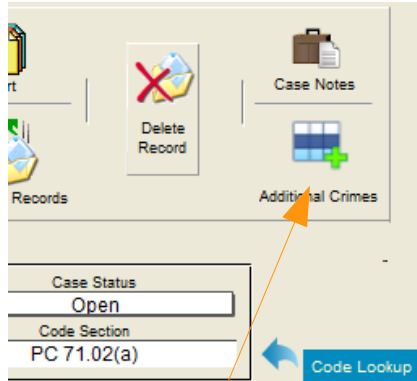 rt
Case Notes
Delete
Record
Records
Additional Crimes
Case Status
Open
Code Section
PC 71.02(a)
Code Lookup